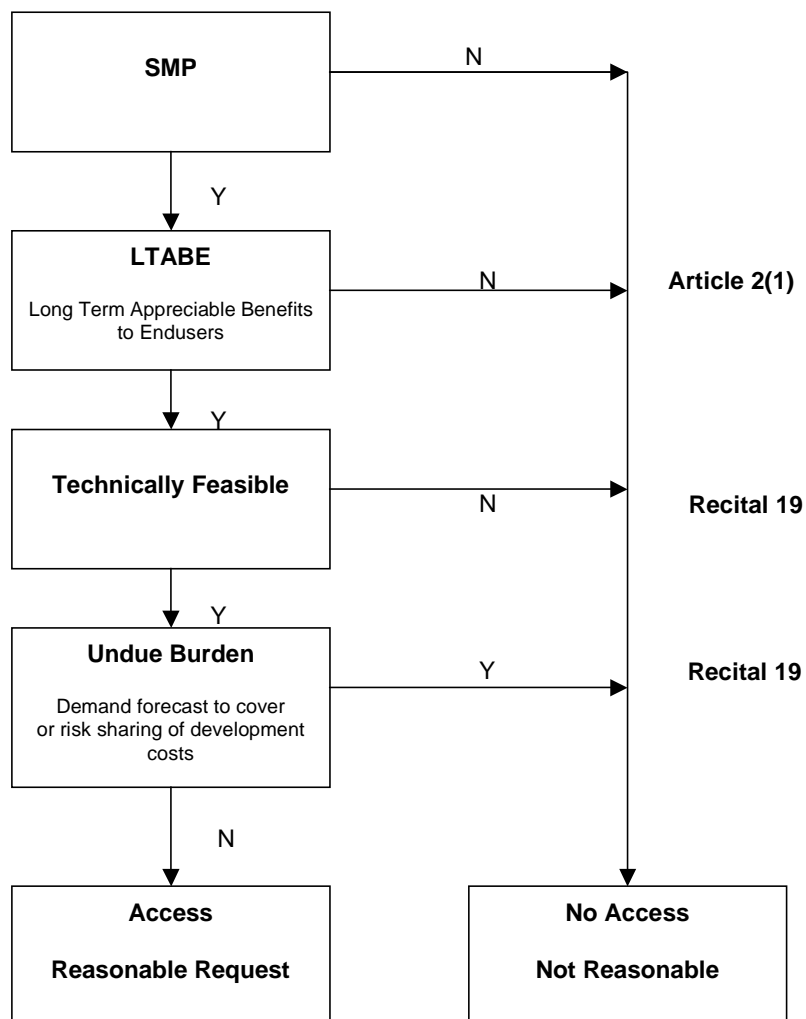 SMP
N
Y
LTABE
Long Term Appreciable Benefits
to Endusers
N
Article 2(1)
Y
Technically Feasible
N
Recital 19
Y
Undue Burden
Demand forecast to cover
or risk sharing of development
costs
Y
Recital 19
N
Access
Reasonable Request
No Access
Not Reasonable